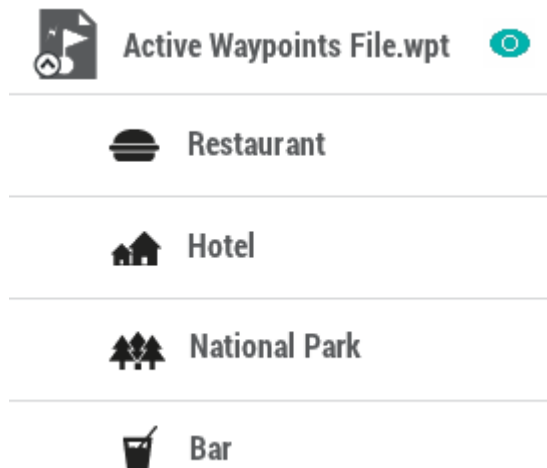 Active Waypoints File.wpt
Restaurant
Hotel
National Park
Bar